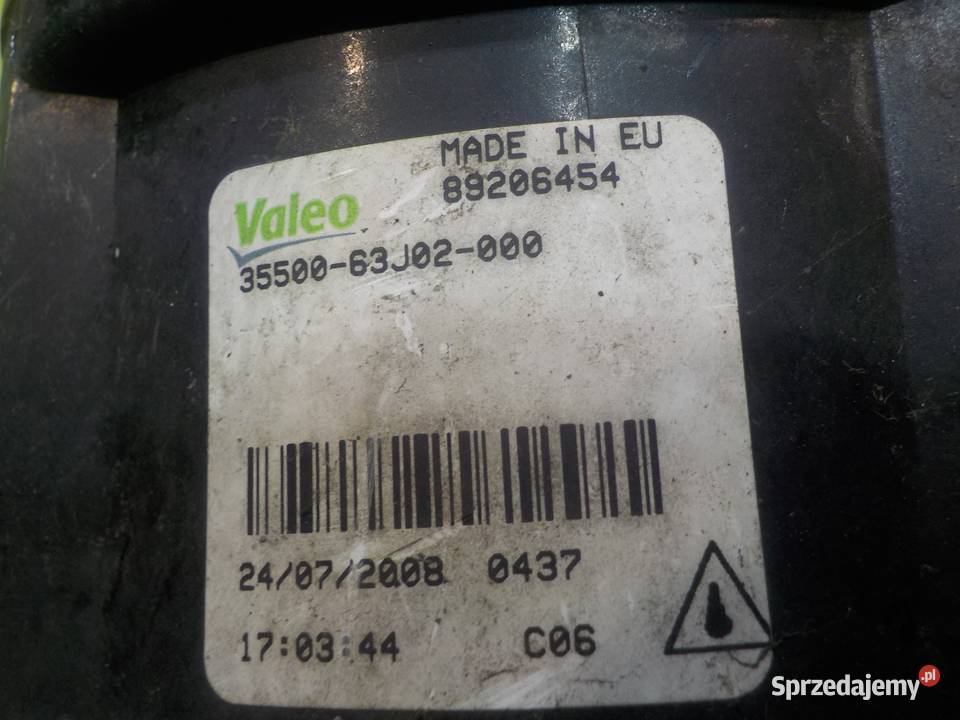 MADE IN EU
89206454
Valeo
35500-63J02-000
24/07/2008 0437
17:03:44 C06
Sprzedajemy.pl